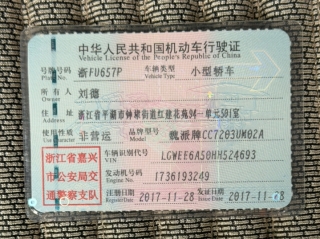 中华人民共和国机动车行驶证
Vehicle License of the People's Republic of China
号牌号码 浙FU657P 车辆类型 小型轿车
Plate No. Vehicle Type
所有人 刘德
Owner
住址 浙江省平湖市钟埭街道红建花苑94一单元501室
Address
使用性质 非营运 品牌型号 魏派牌CC7203UM02A
浙江省嘉兴市公安局交通警察支队
车辆识别代号 LGWEE6A50HH524693
VIN
发动机号码 1736193249
Engine No.
注册日期 2017-11-28 发证日期 2017-11-28
Register Date Issue Date